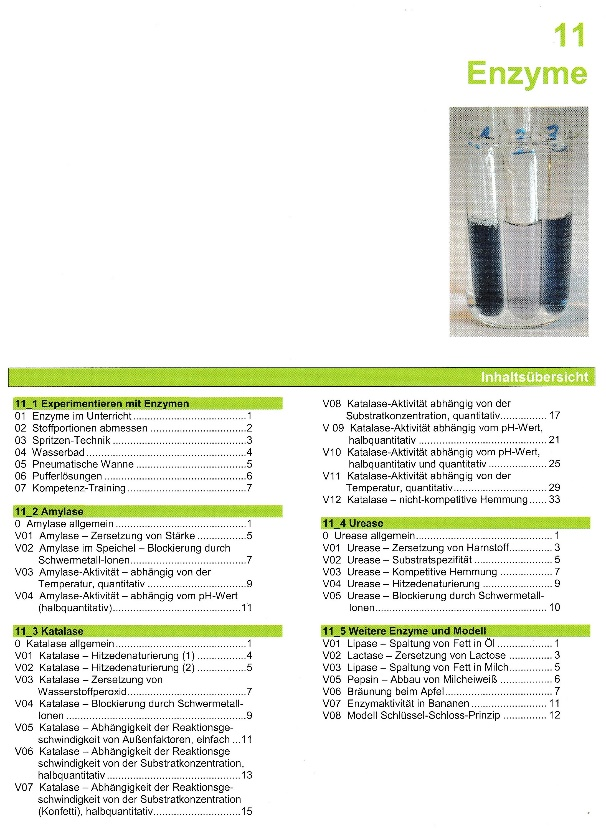 11
Enzyme
1 2 3
Inhaltsübersicht
11_1 Experimentieren mit Enzymen
01 Enzyme im Unterricht ........ 1
02 Stoffportionen abmessen ........ 2
03 Spritzen-Technik ........ 3
04 Wasserbad ........ 4
05 Pneumatische Wanne ........ 5
06 Pufferlösungen ........ 6
07 Kompetenz-Training ........ 7
11_2 Amylase
0 Amylase allgemein ........ 1
V01 Amylase – Zersetzung von Stärke ........ 5
V02 Amylase im Speichel – Blockierung durch
Schwermetall-Ionen ........ 7
V03 Amylase-Aktivität – abhängig von der
Temperatur, quantitativ ........ 9
V04 Amylase-Aktivität – abhängig vom pH-Wert
(halbquantitativ) ........ 11
11_3 Katalase
0 Katalase allgemein ........ 1
V01 Katalase – Hitzedenaturierung (1) ........ 4
V02 Katalase – Hitzedenaturierung (2) ........ 5
V03 Katalase – Zersetzung von
Wasserstoffperoxid ........ 7
V04 Katalase – Blockierung durch Schwermetall-
Ionen ........ 9
V05 Katalase – Abhängigkeit der Reaktionsge-
schwindigkeit von Außenfaktoren, einfach ... 11
V06 Katalase – Abhängigkeit der Reaktionsge
schwindigkeit von der Substratkonzentration,
halbquantitativ ........ 13
V07 Katalase – Abhängigkeit der Reaktionsge-
schwindigkeit von der Substratkonzentration
(Konfetti), halbquantitativ ........ 15
V08 Katalase-Aktivität abhängig von der
Substratkonzentration, quantitativ ........ 17
V 09 Katalase-Aktivität abhängig vom pH-Wert,
halbquantitativ ........ 21
V10 Katalase-Aktivität abhängig vom pH-Wert,
halbquantitativ und quantitativ ........ 25
V11 Katalase-Aktivität abhängig von der
Temperatur, quantitativ ........ 29
V12 Katalase – nicht-kompetitive Hemmung ...... 33
11_4 Urease
0 Urease allgemein ........ 1
V01 Urease – Zersetzung von Harnstoff ........ 3
V02 Urease – Substratspezifität ........ 5
V03 Urease – Kompetitive Hemmung ........ 7
V04 Urease – Hitzedenaturierung ........ 9
V05 Urease – Blockierung durch Schwermetall-
Ionen ........ 10
11_5 Weitere Enzyme und Modell
V01 Lipase – Spaltung von Fett in Öl ........ 1
V02 Lactase – Zersetzung von Lactose ........ 3
V03 Lipase – Spaltung von Fett in Milch ........ 5
V05 Pepsin – Abbau von Milcheiweiß ........ 6
V06 Bräunung beim Apfel ........ 7
V07 Enzymaktivität in Bananen ........ 11
V08 Modell Schlüssel-Schloss-Prinzip ........ 12